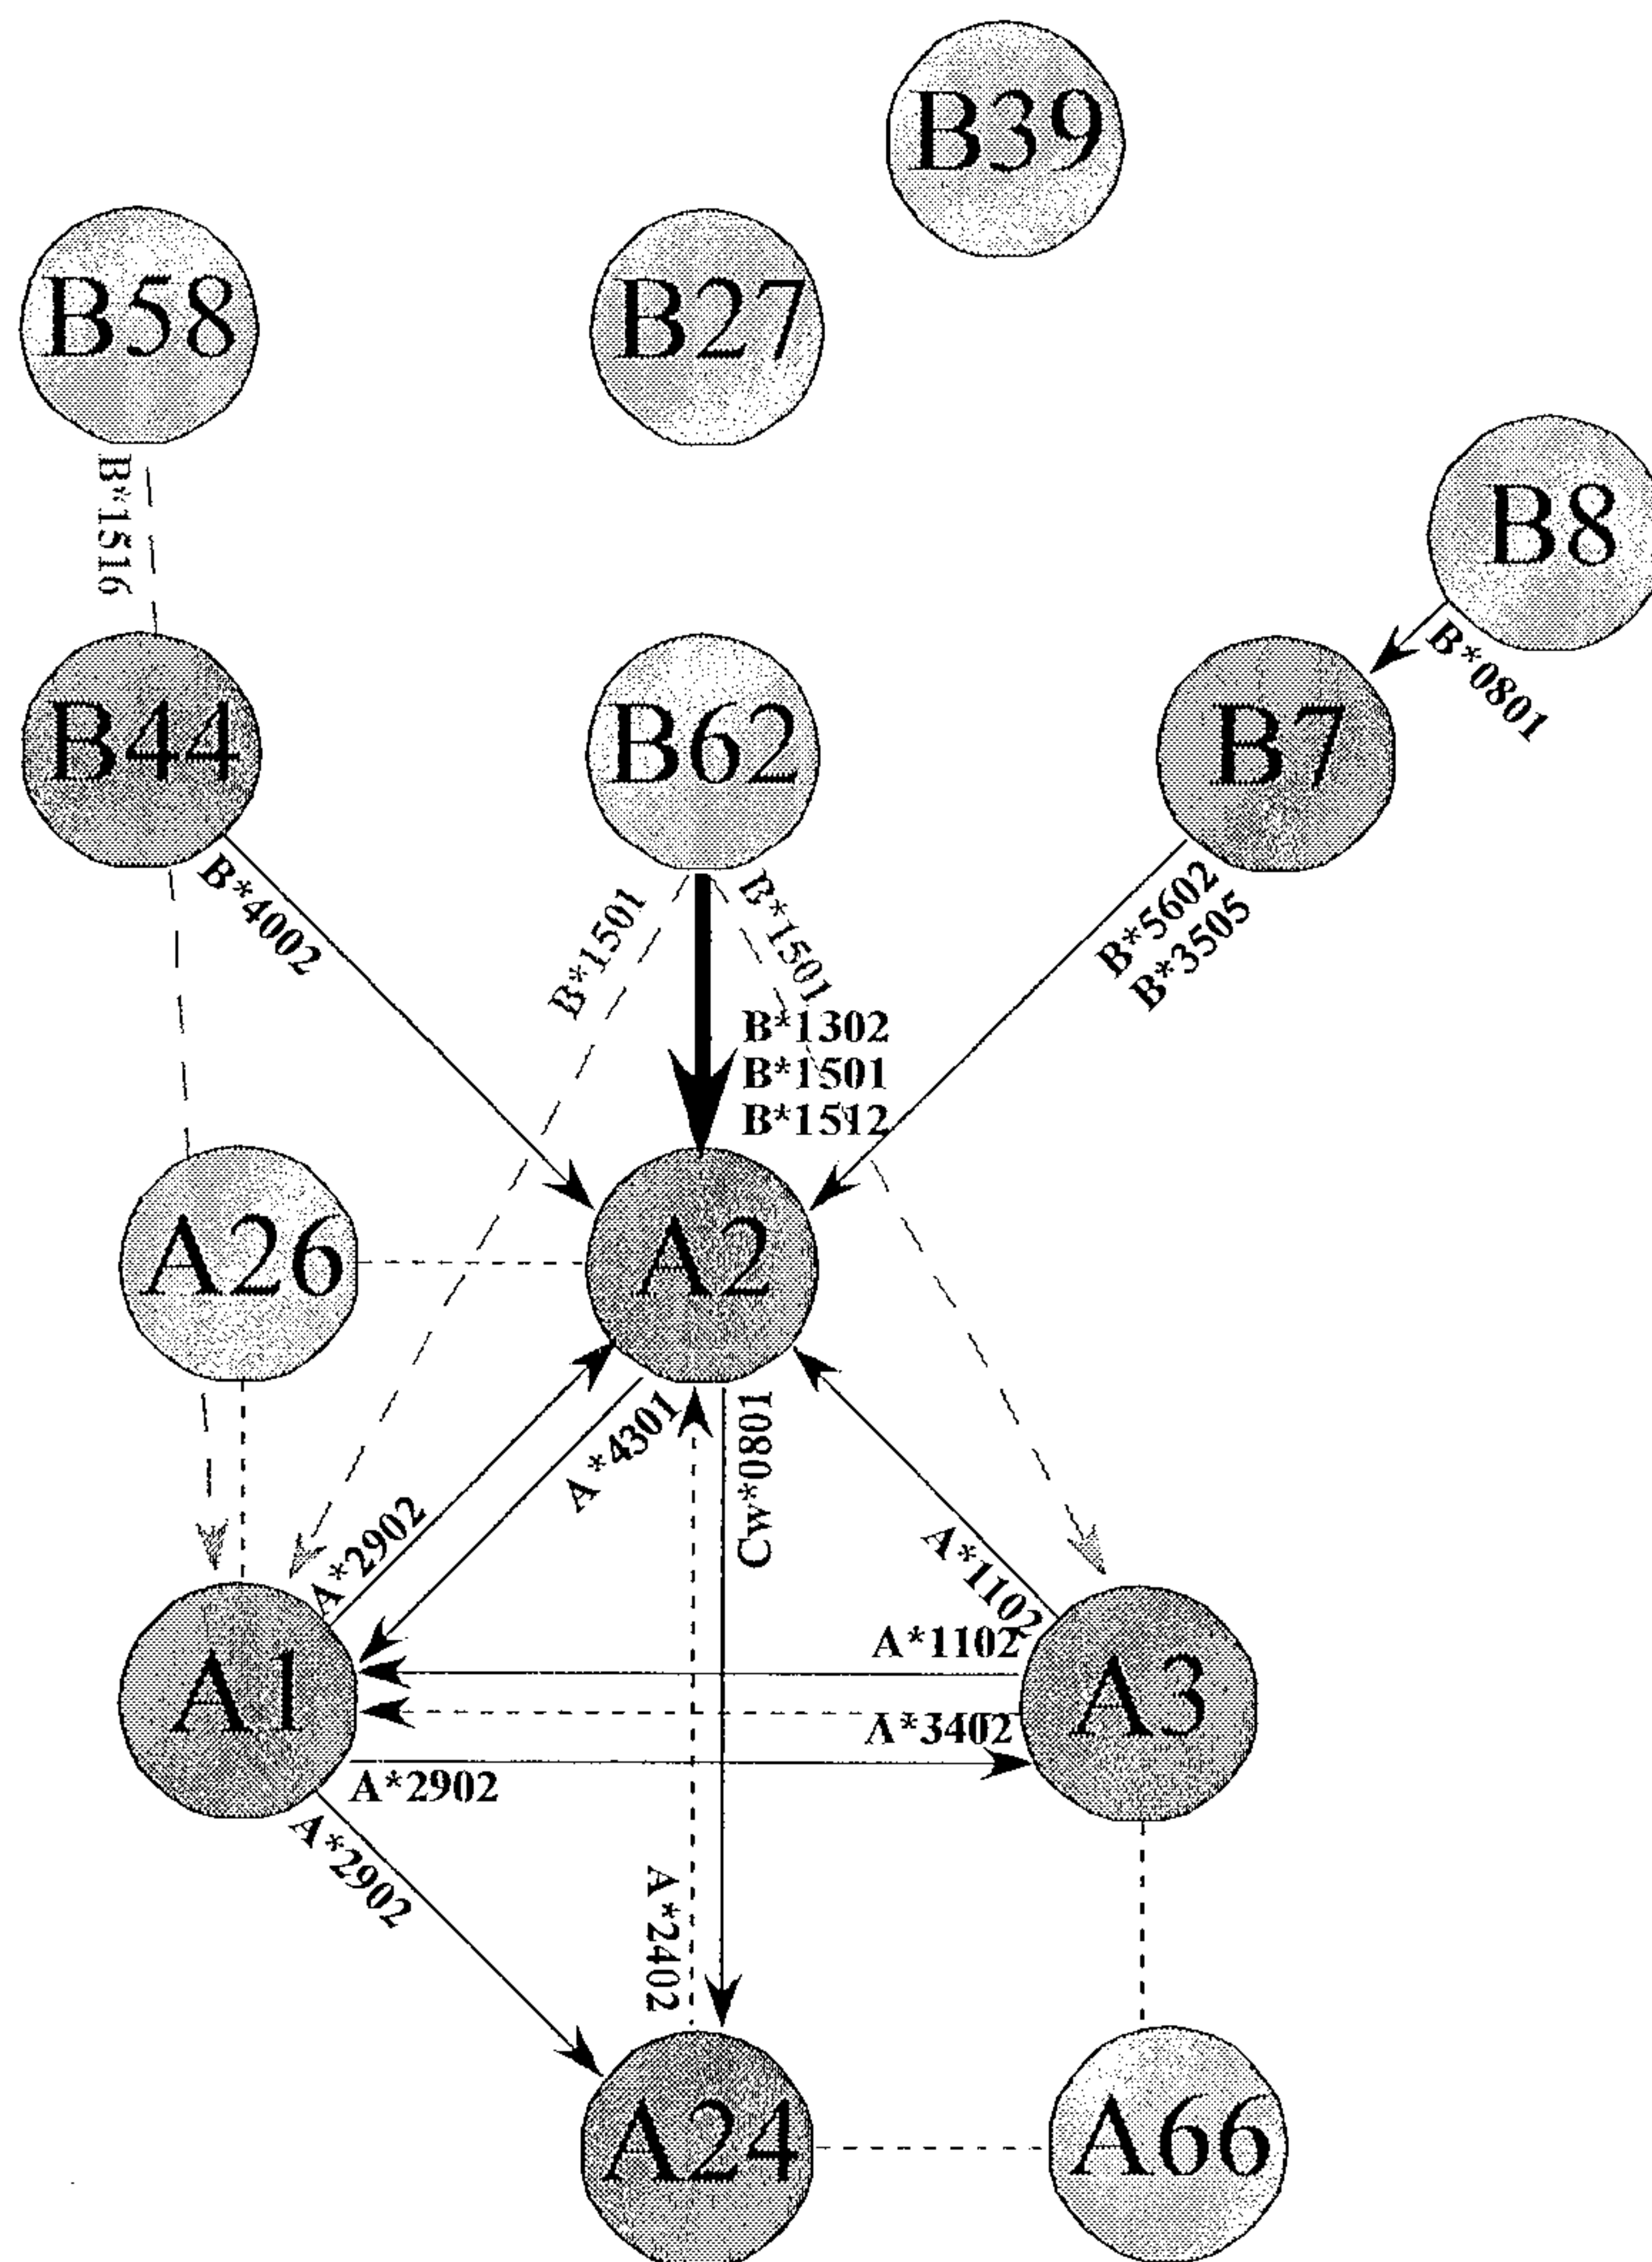 B39
B58
B27
B8
B*1516
B*0801
B44
B62
B7
B*4002
B*1501
B*1501
B*5602
B*3505
B*1302
B*1501
B*1512
A26
A2
A*4301
Cw*0801
A*2902
A*1102
A*1102
A1
A3
A*3402
A*2902
A*2902
A*2402
A24
A66